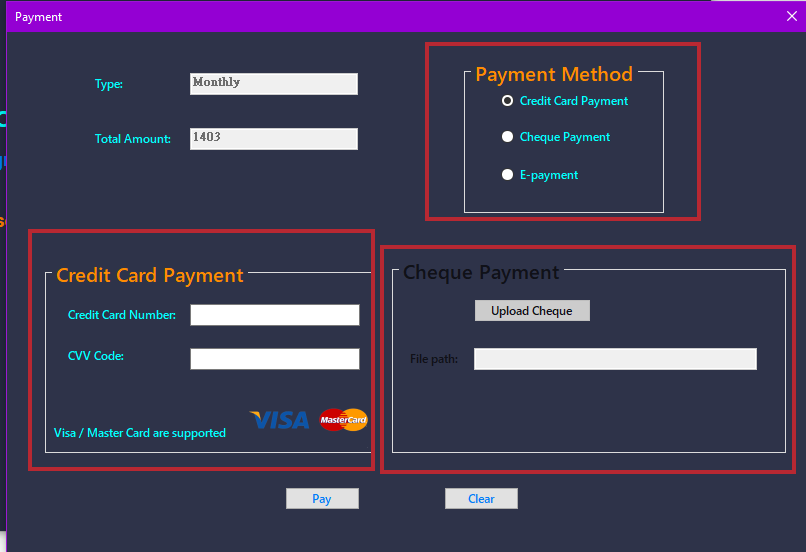 Payment
Type:
Monthly
Total Amount:
1403
Payment Method
Credit Card Payment
Cheque Payment
E-payment
Credit Card Payment
Credit Card Number:
CVV Code:
VISA
MasterCard
Visa / Master Card are supported
Cheque Payment
Upload Cheque
File path:
Pay
Clear